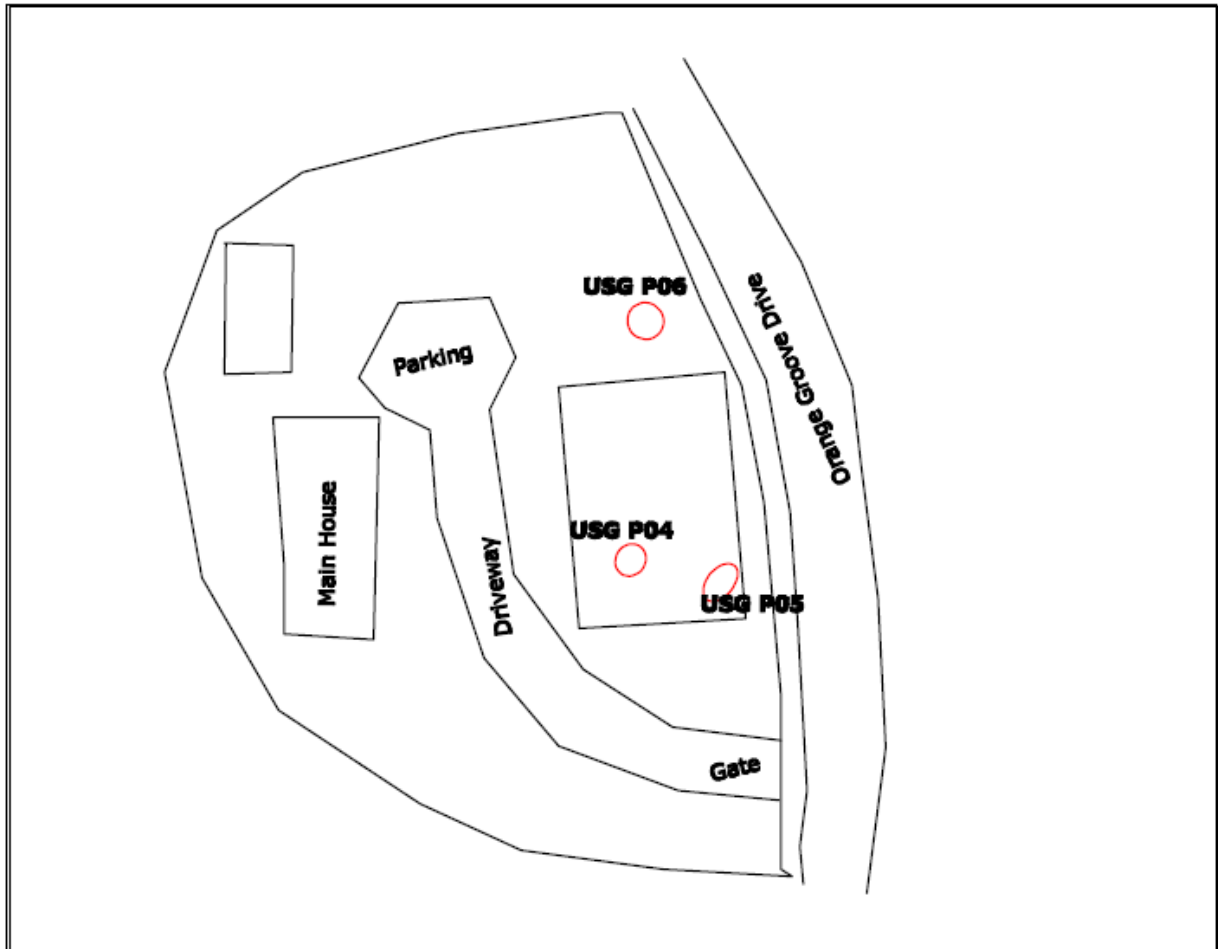 USG P06
Orange Groove Drive
Parking
Main House
USG P04
Driveway
USG P05
Gate